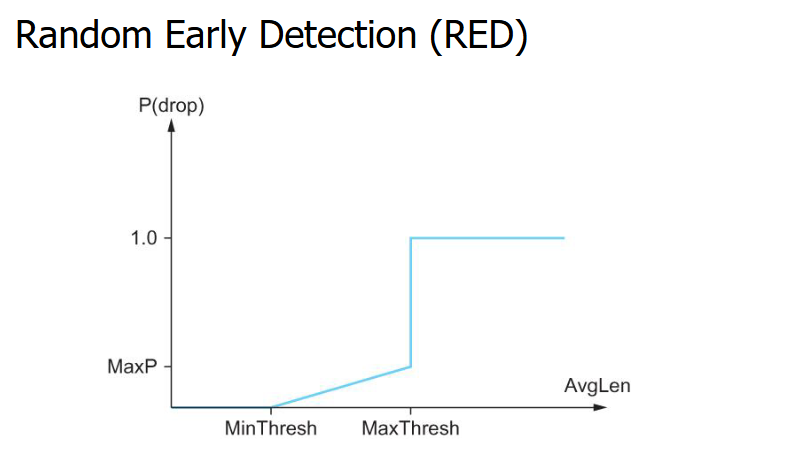 Random Early Detection (RED)
P(drop)
1.0
MaxP
AvgLen
MinThresh
MaxThresh